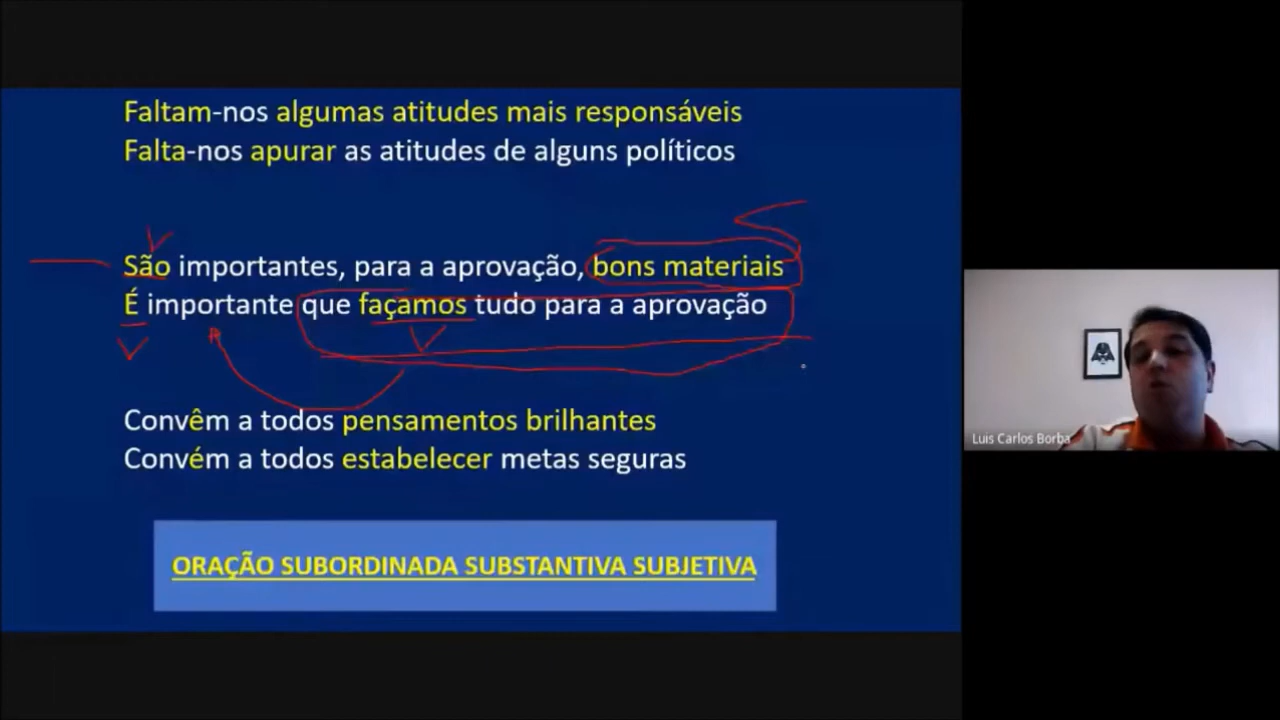 Faltam-nos algumas atitudes mais responsáveis
Falta-nos apurar as atitudes de alguns políticos
São importantes, para a aprovação, bons materiais
É importante que façamos tudo para a aprovação
Convêm a todos pensamentos brilhantes
Convém a todos estabelecer metas seguras
ORAÇÃO SUBORDINADA SUBSTANTIVA SUBJETIVA
Luis Carlos Borba